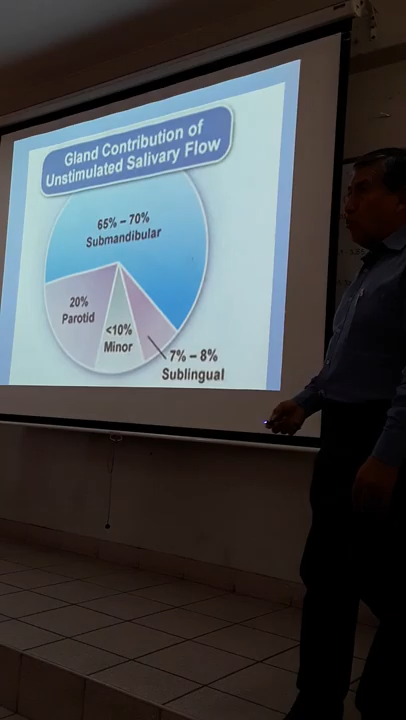 Gland Contribution of
Unstimulated Salivary Flow
65% – 70%
Submandibular
20%
Parotid
<10%
Minor
7% – 8%
Sublingual